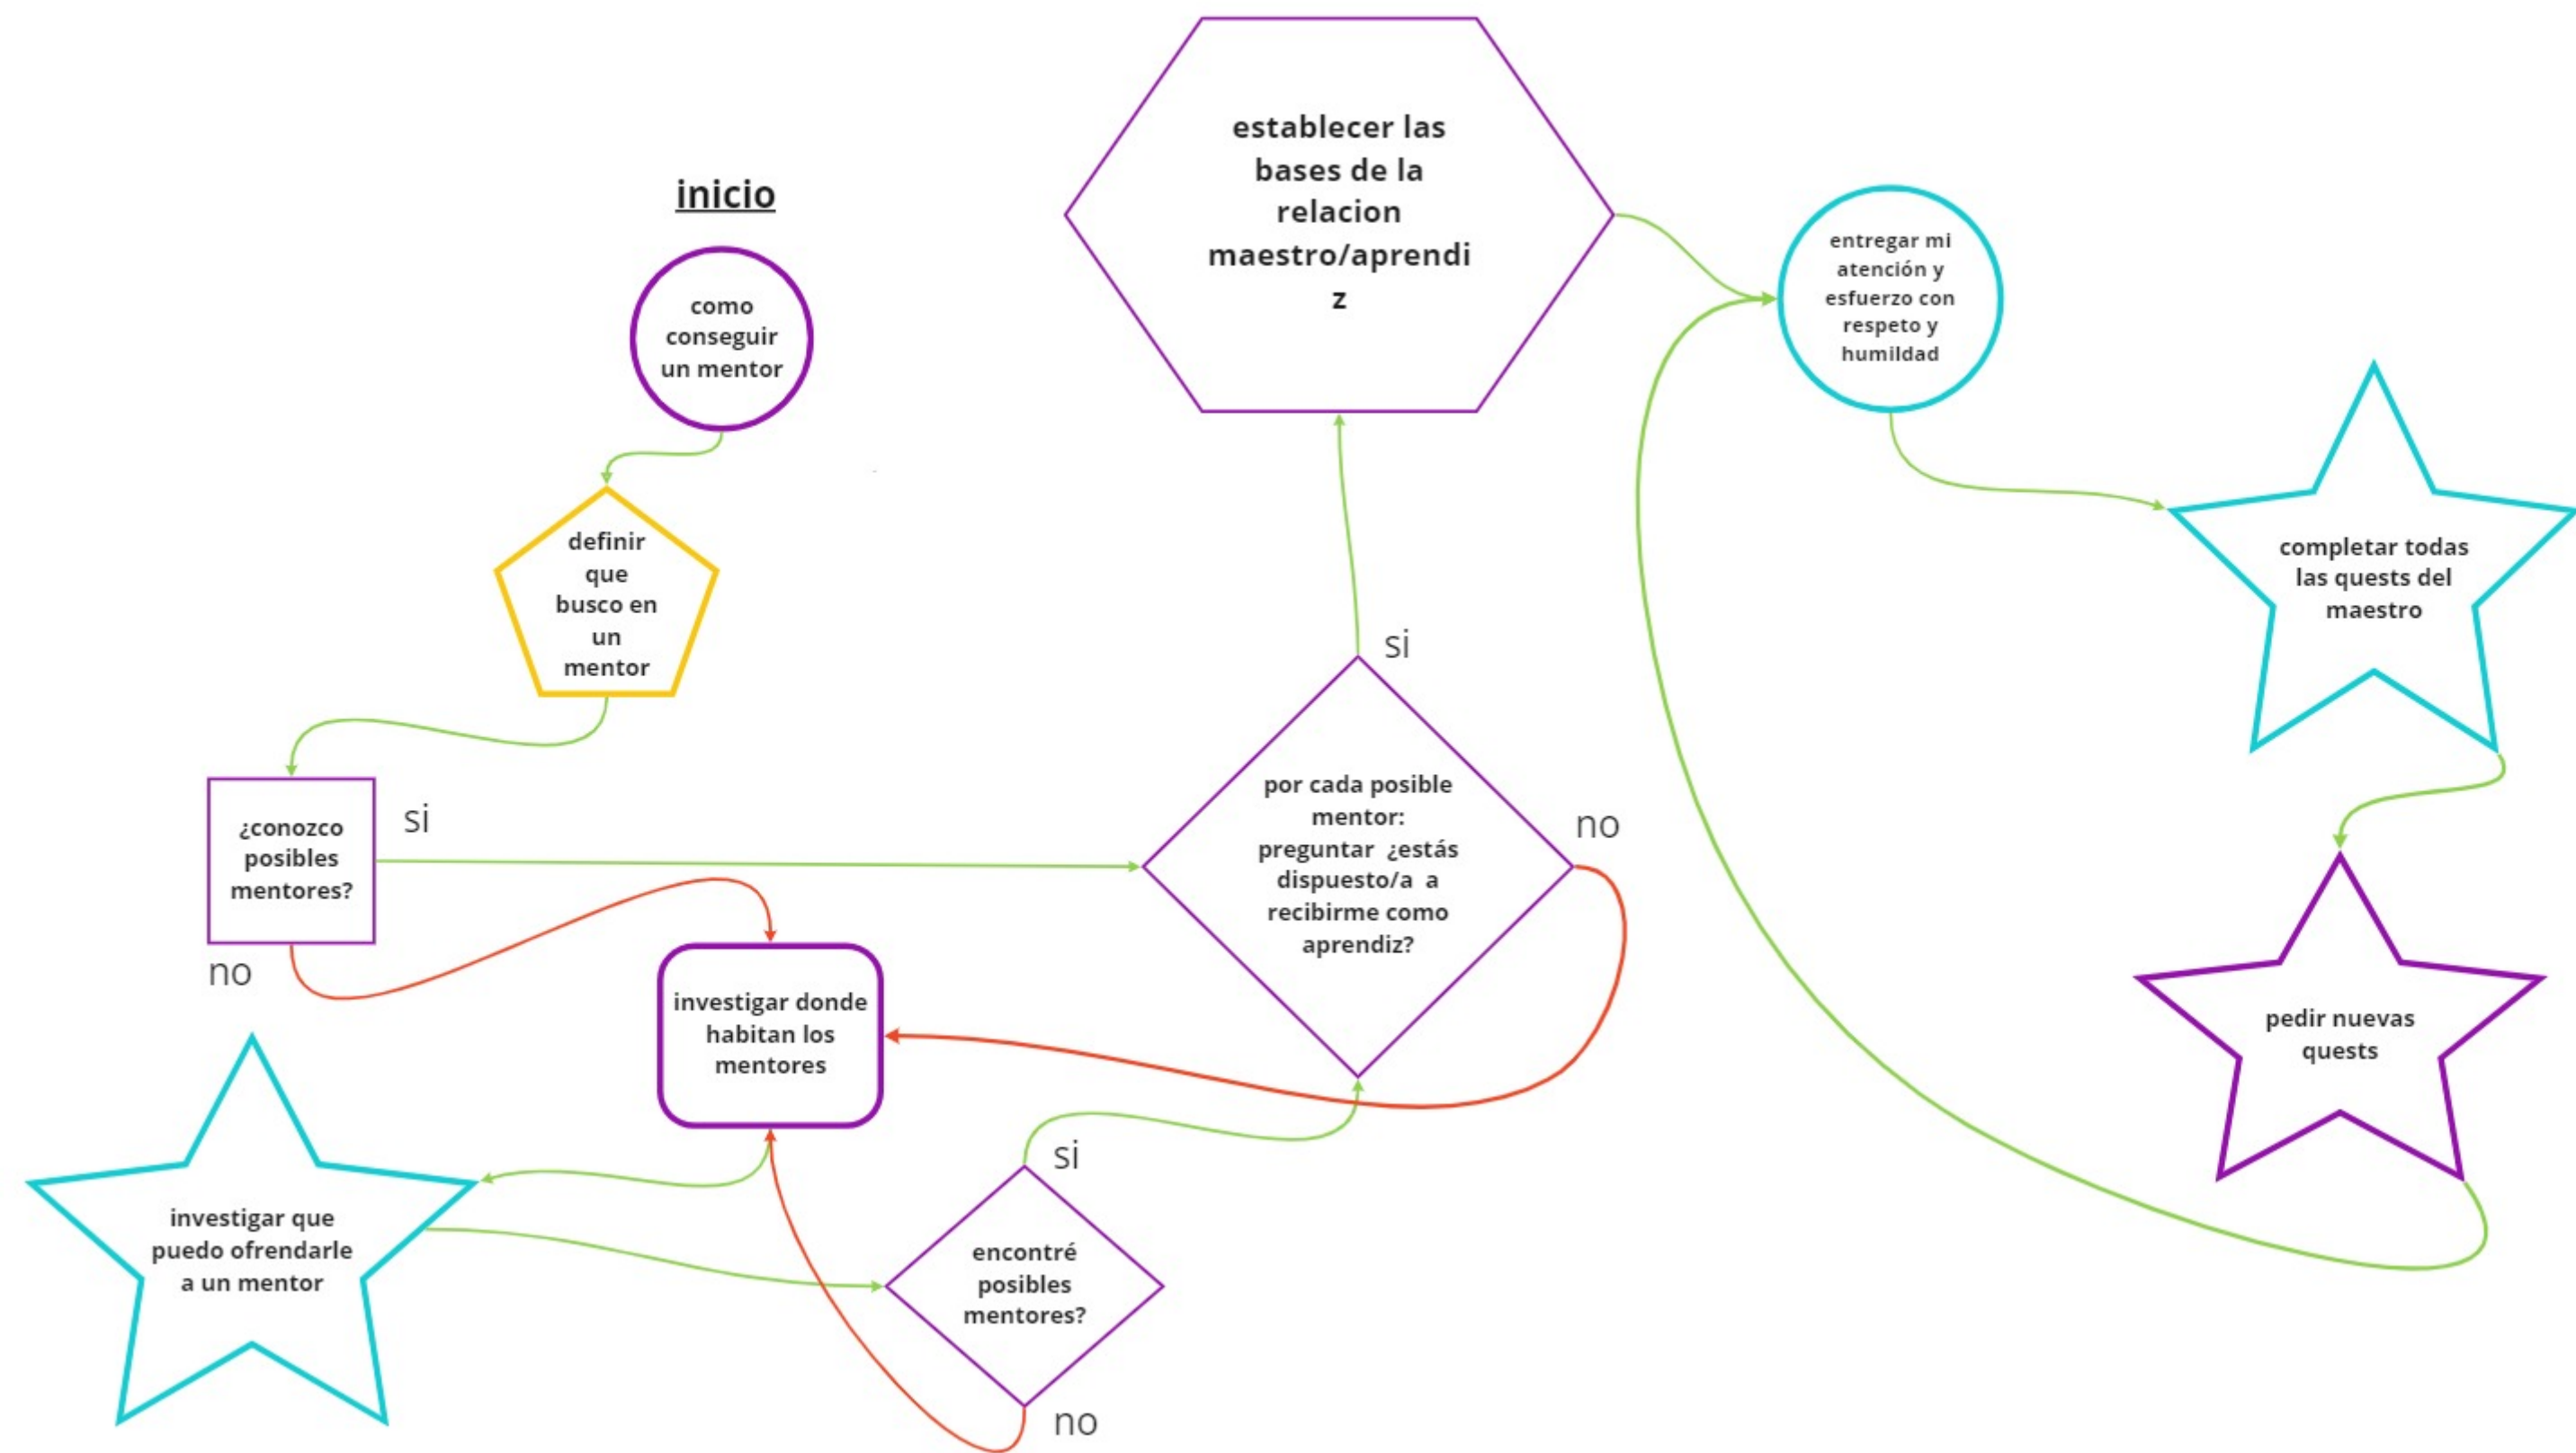 inicio
como
conseguir
un mentor
definir
que
busco en
un
mentor
¿conozco
posibles
mentores?
si
no
investigar donde
habitan los
mentores
investigar que
puedo ofrendarle
a un mentor
encontré
posibles
mentores?
si
no
por cada posible
mentor:
preguntar ¿estás
dispuesto/a a
recibirme como
aprendiz?
si
no
establecer las
bases de la
relacion
maestro/aprendi
z
entregar mi
atención y
esfuerzo con
respeto y
humildad
completar todas
las quests del
maestro
pedir nuevas
quests